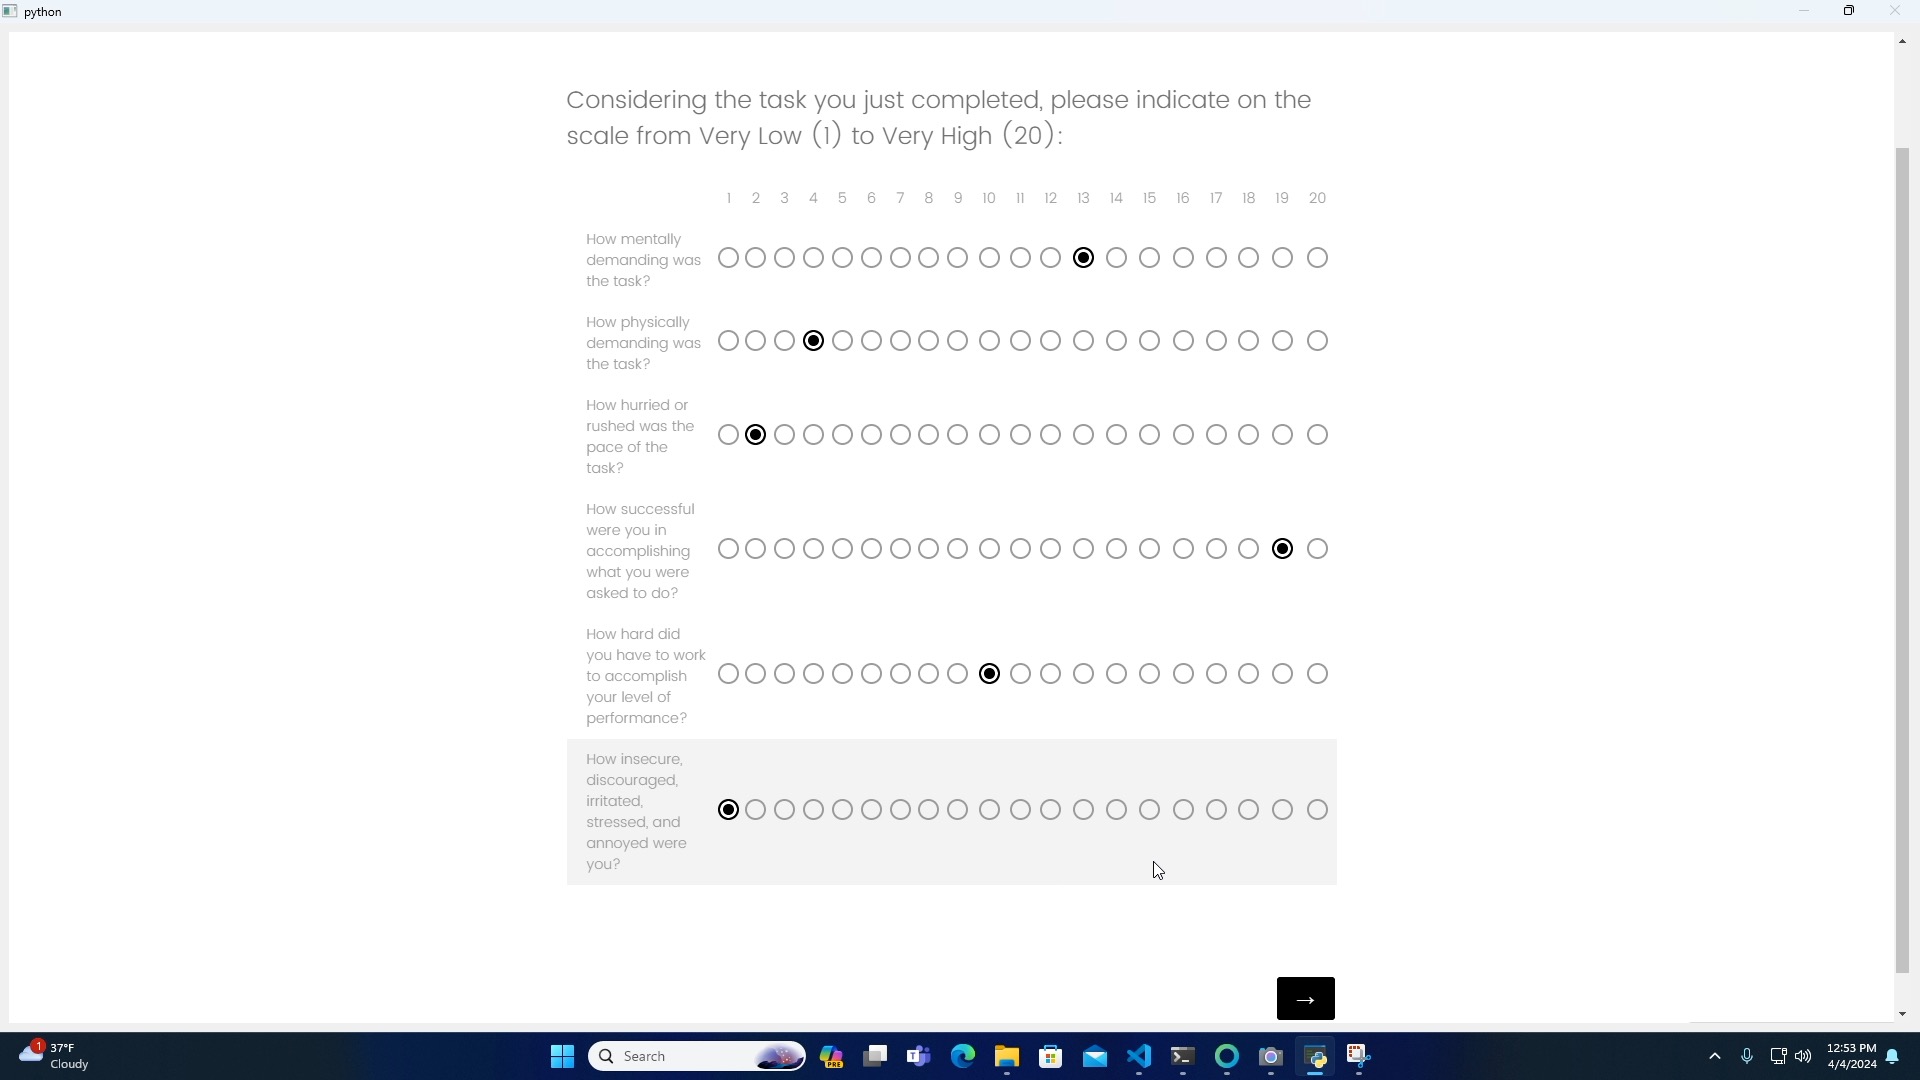 python
Considering the task you just completed, please indicate on the
scale from Very Low (1) to Very High (20):
1 2 3 4 5 6 7 8 9 10 11 12 13 14 15 16 17 18 19 20
How mentally
demanding was
the task?
How physically
demanding was
the task?
How hurried or
rushed was the
pace of the
task?
How successful
were you in
accomplishing
what you were
asked to do?
How hard did
you have to work
to accomplish
your level of
performance?
How insecure,
discouraged,
irritated,
stressed, and
annoyed were
you?
→
1
37°F
Cloudy
Search
PRE
12:53 PM
4/4/2024